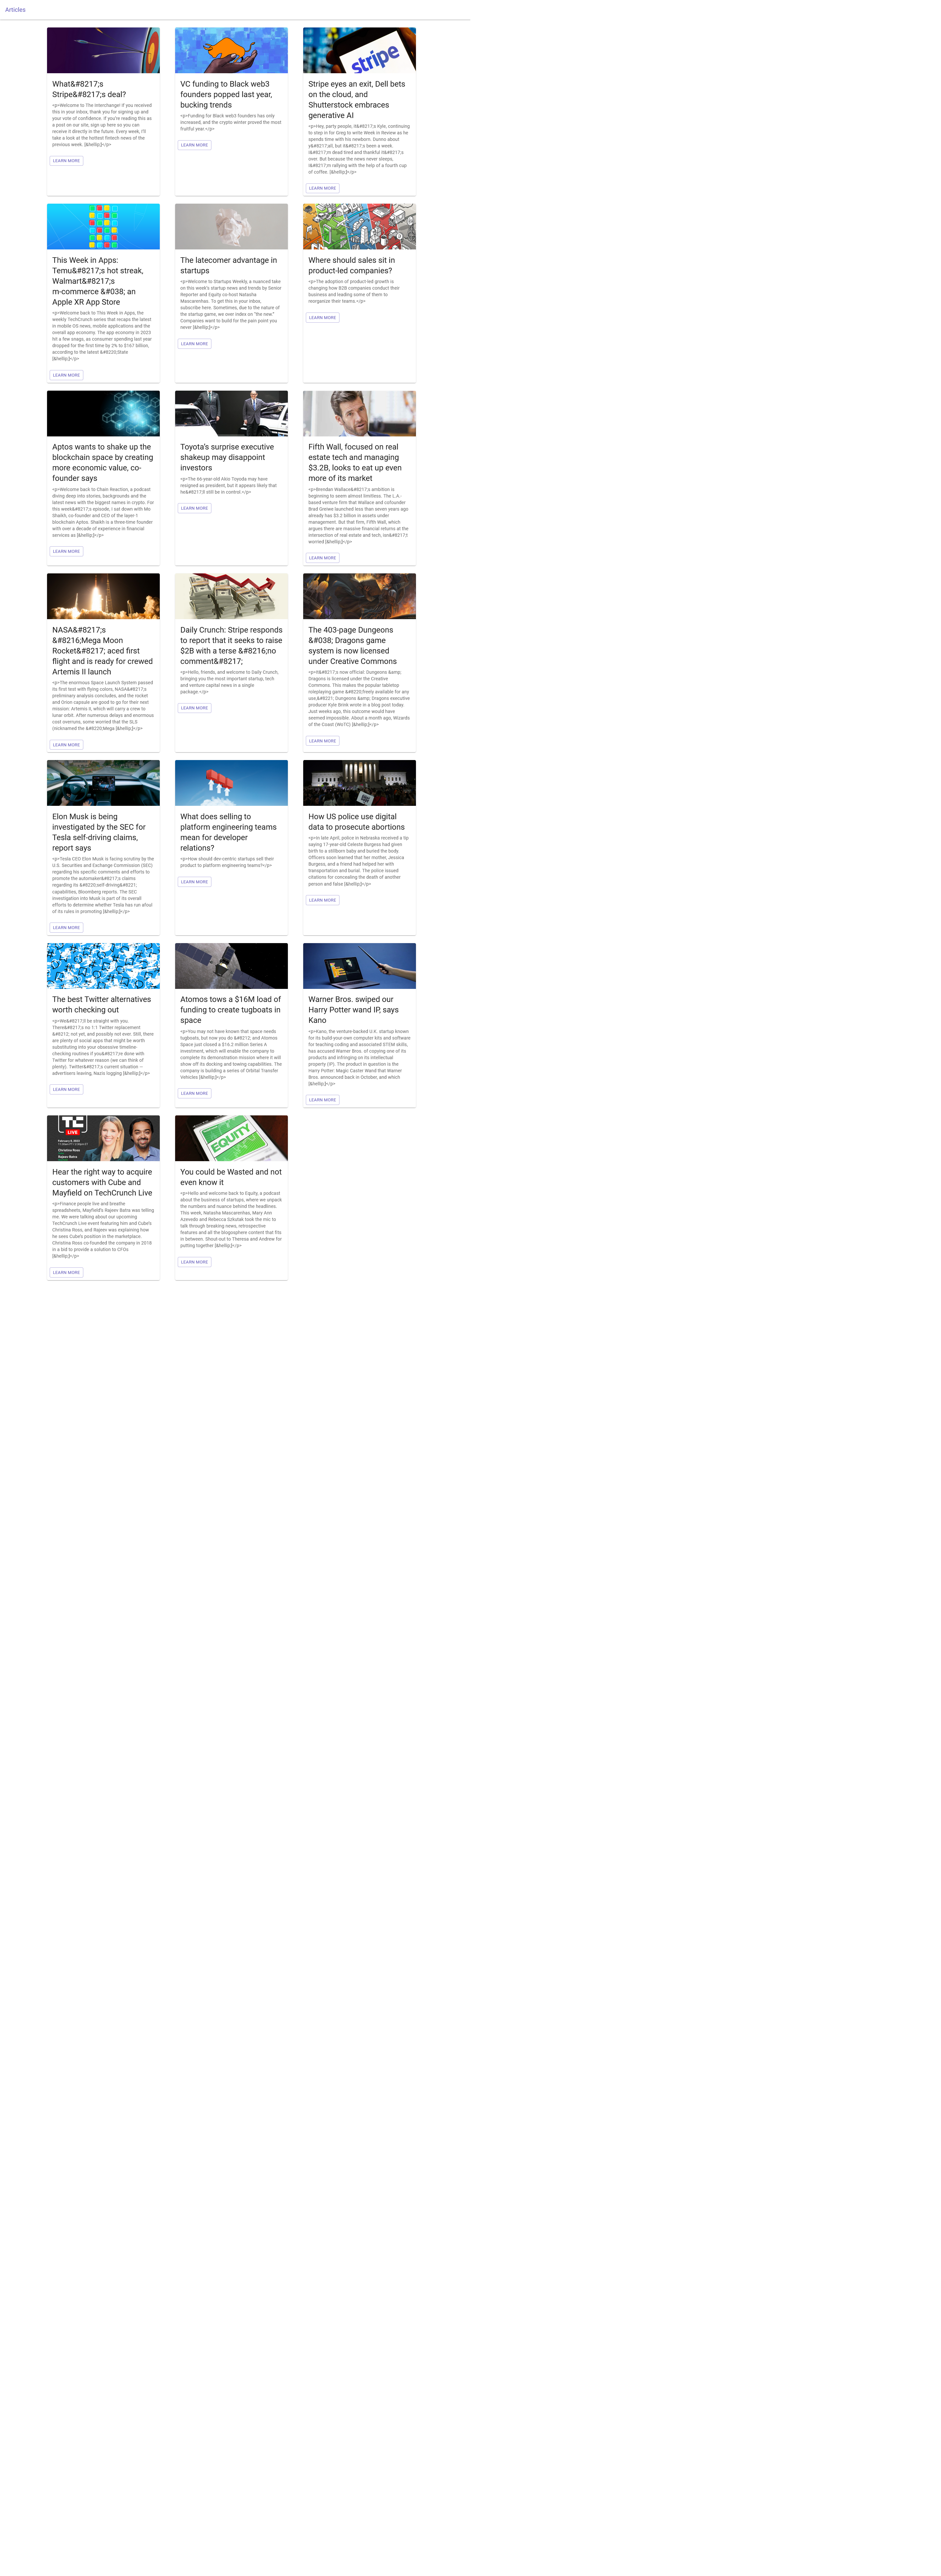 Articles
What&#8217;s
Stripe&#8217;s deal?
<p>Welcome to The Interchange! If you received
this in your inbox, thank you for signing up and
your vote of confidence. If you're reading this as
a post on our site, sign up here so you can
receive it directly in the future. Every week, I'll
take a look at the hottest fintech news of the
previous week. [&hellip;]</p>
LEARN MORE
VC funding to Black web3
founders popped last year,
bucking trends
<p>Funding for Black web3 founders has only
increased, and the crypto winter proved the most
fruitful year.</p>
LEARN MORE
stripe
Stripe eyes an exit, Dell bets
on the cloud, and
Shutterstock embraces
generative AI
<p>Hey, party people. It&#8217;s Kyle, continuing
to step in for Greg to write Week in Review as he
spends time with his newborn. Dunno about
y&#8217;all, but it&#8217;s been a week.
I&#8217;m dead tired and thankful it&#8217;s
over. But because the news never sleeps,
I&#8217;m rallying with the help of a fourth cup
of coffee. [&hellip;]</p>
LEARN MORE
This Week in Apps:
Temu&#8217;s hot streak,
Walmart&#8217;s
m-commerce &#038; an
Apple XR App Store
<p>Welcome back to This Week in Apps, the
weekly TechCrunch series that recaps the latest
in mobile OS news, mobile applications and the
overall app economy. The app economy in 2023
hit a few snags, as consumer spending last year
dropped for the first time by 2% to $167 billion,
according to the latest &#8220;State
[&hellip;]</p>
LEARN MORE
The latecomer advantage in
startups
<p>Welcome to Startups Weekly, a nuanced take
on this week's startup news and trends by Senior
Reporter and Equity co-host Natasha
Mascarenhas. To get this in your inbox,
subscribe here. Sometimes, due to the nature of
the startup game, we over index on "the new."
Companies want to build for the pain point you
never [&hellip;]</p>
LEARN MORE
Where should sales sit in
product-led companies?
<p>The adoption of product-led growth is
changing how B2B companies conduct their
business and leading some of them to
reorganize their teams.</p>
LEARN MORE
Aptos wants to shake up the
blockchain space by creating
more economic value, co-
founder says
<p>Welcome back to Chain Reaction, a podcast
diving deep into stories, backgrounds and the
latest news with the biggest names in crypto. For
this week&#8217;s episode, I sat down with Mo
Shaikh, co-founder and CEO of the layer-1
blockchain Aptos. Shaikh is a three-time founder
with over a decade of experience in financial
services as [&hellip;]</p>
LEARN MORE
Toyota's surprise executive
shakeup may disappoint
investors
<p>The 66-year-old Akio Toyoda may have
resigned as president, but it appears likely that
he&#8217;ll still be in control.</p>
LEARN MORE
Fifth Wall, focused on real
estate tech and managing
$3.2B, looks to eat up even
more of its market
<p>Brendan Wallace&#8217;s ambition is
beginning to seem almost limitless. The L.A.-
based venture firm that Wallace and cofounder
Brad Greiwe launched less than seven years ago
already has $3.2 billion in assets under
management. But that firm, Fifth Wall, which
argues there are massive financial returns at the
intersection of real estate and tech, isn&#8217;t
worried [&hellip;]</p>
LEARN MORE
NASA&#8217;s
&#8216;Mega Moon
Rocket&#8217; aced first
flight and is ready for crewed
Artemis II launch
<p>The enormous Space Launch System passed
its first test with flying colors, NASA&#8217;s
preliminary analysis concludes, and the rocket
and Orion capsule are good to go for their next
mission: Artemis II, which will carry a crew to
lunar orbit. After numerous delays and enormous
cost overruns, some worried that the SLS
(nicknamed the &#8220;Mega [&hellip;]</p>
LEARN MORE
Daily Crunch: Stripe responds
to report that it seeks to raise
$2B with a terse &#8216;no
comment&#8217;
<p>Hello, friends, and welcome to Daily Crunch,
bringing you the most important startup, tech
and venture capital news in a single
package.</p>
LEARN MORE
The 403-page Dungeons
&#038; Dragons game
system is now licensed
under Creative Commons
<p>It&#8217;s now official! Dungeons &amp;
Dragons is licensed under the Creative
Commons. This makes the popular tabletop
roleplaying game &#8220;freely available for any
use,&#8221; Dungeons &amp; Dragons executive
producer Kyle Brink wrote in a blog post today.
Just weeks ago, this outcome would have
seemed impossible. About a month ago, Wizards
of the Coast (WoTC) [&hellip;]</p>
LEARN MORE
Elon Musk is being
investigated by the SEC for
Tesla self-driving claims,
report says
<p>Tesla CEO Elon Musk is facing scrutiny by the
U.S. Securities and Exchange Commission (SEC)
regarding his specific comments and efforts to
promote the automaker&#8217;s claims
regarding its &#8220;self-driving&#8221;
capabilities, Bloomberg reports. The SEC
investigation into Musk is part of its overall
efforts to determine whether Tesla has run afoul
of its rules in promoting [&hellip;]</p>
LEARN MORE
What does selling to
platform engineering teams
mean for developer
relations?
<p>How should dev-centric startups sell their
product to platform engineering teams?</p>
LEARN MORE
How US police use digital
data to prosecute abortions
<p>In late April, police in Nebraska received a tip
saying 17-year-old Celeste Burgess had given
birth to a stillborn baby and buried the body.
Officers soon learned that her mother, Jessica
Burgess, and a friend had helped her with
transportation and burial. The police issued
citations for concealing the death of another
person and false [&hellip;]</p>
LEARN MORE
The best Twitter alternatives
worth checking out
<p>We&#8217;ll be straight with you.
There&#8217;s no 1:1 Twitter replacement
&#8212; not yet, and possibly not ever. Still, there
are plenty of social apps that might be worth
substituting into your obsessive timeline-
checking routines if you&#8217;re done with
Twitter for whatever reason (we can think of
plenty). Twitter&#8217;s current situation —
advertisers leaving, Nazis logging [&hellip;]</p>
LEARN MORE
Atomos tows a $16M load of
funding to create tugboats in
space
<p>You may not have known that space needs
tugboats, but now you do &#8212; and Atomos
Space just closed a $16.2 million Series A
investment, which will enable the company to
complete its demonstration mission where it will
show off its docking and towing capabilities. The
company is building a series of Orbital Transfer
Vehicles [&hellip;]</p>
LEARN MORE
Warner Bros. swiped our
Harry Potter wand IP, says
Kano
<p>Kano, the venture-backed U.K. startup known
for its build-your-own computer kits and software
for teaching coding and associated STEM skills,
has accused Warner Bros. of copying one of its
products and infringing on its intellectual
property (IP). The product in question is the
Harry Potter: Magic Caster Wand that Warner
Bros. announced back in October, and which
[&hellip;]</p>
LEARN MORE
LIVE
February 8, 2023
Christina Ross
Rajeev Batra
Hear the right way to acquire
customers with Cube and
Mayfield on TechCrunch Live
<p>Finance people live and breathe
spreadsheets, Mayfield's Rajeev Batra was telling
me. We were talking about our upcoming
TechCrunch Live event featuring him and Cube's
Christina Ross, and Rajeev was explaining how
he sees Cube's position in the marketplace.
Christina Ross co-founded the company in 2018
in a bid to provide a solution to CFOs
[&hellip;]</p>
LEARN MORE
EQUITY
You could be Wasted and not
even know it
<p>Hello and welcome back to Equity, a podcast
about the business of startups, where we unpack
the numbers and nuance behind the headlines.
This week, Natasha Mascarenhas, Mary Ann
Azevedo and Rebecca Szkutak took the mic to
talk through breaking news, retrospective
features and all the blogosphere content that fits
in between. Shout-out to Theresa and Andrew for
putting together [&hellip;]</p>
LEARN MORE